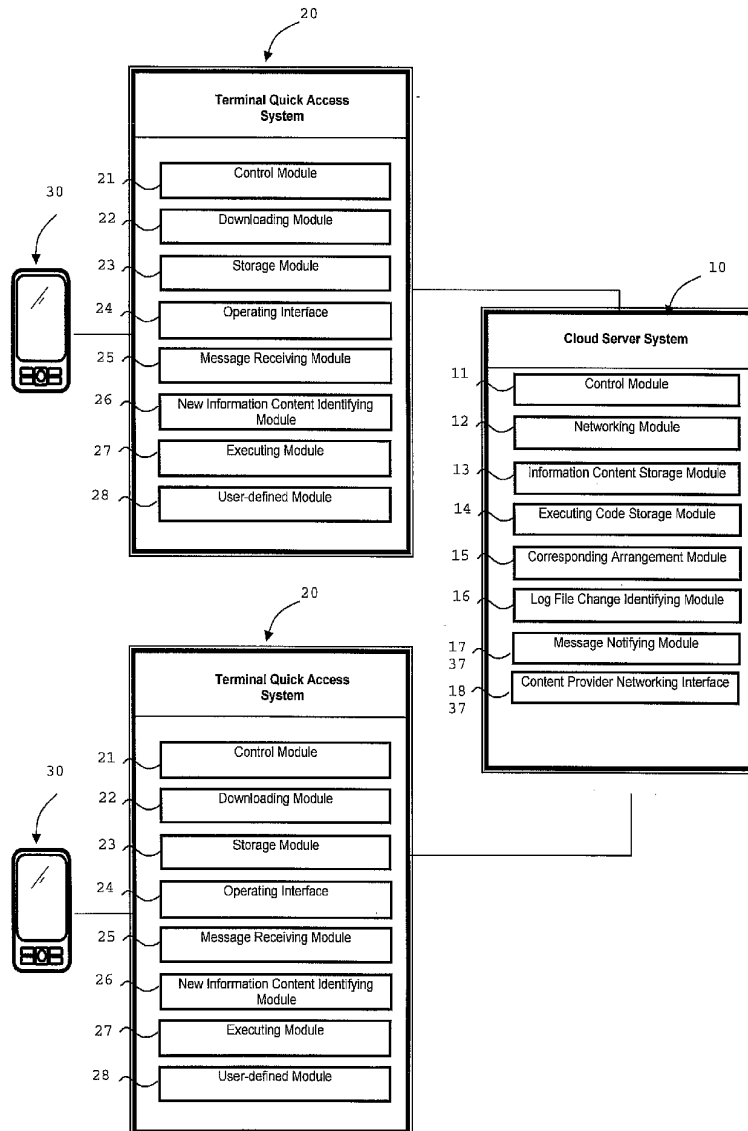 20
Terminal Quick Access
System
21
Control Module
30
22
Downloading Module
23
Storage Module
24
Operating Interface
25
Message Receiving Module
26
New Information Content Identifying
Module
27
Executing Module
28
User-defined Module
10
Cloud Server System
11
Control Module
12
Networking Module
13
Information Content Storage Module
14
Executing Code Storage Module
15
Corresponding Arrangement Module
16
Log File Change Identifying Module
17
37
Message Notifying Module
18
37
Content Provider Networking Interface
20
Terminal Quick Access
System
21
Control Module
30
22
Downloading Module
23
Storage Module
24
Operating Interface
25
Message Receiving Module
26
New Information Content Identifying
Module
27
Executing Module
28
User-defined Module